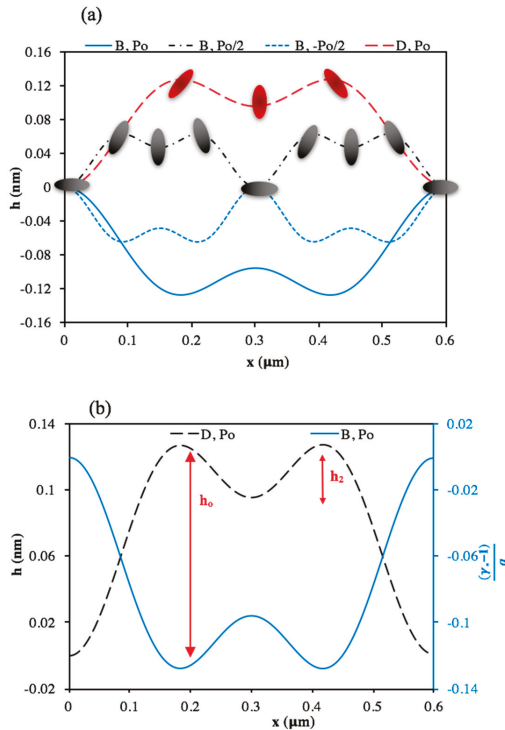 (a)
B, Po
B, Po/2
B, -Po/2
D, Po
0.16
0.12
0.08
0.04
0
-0.04
-0.08
-0.12
-0.16
h (nm)
0
0.1
0.2
0.3
0.4
0.5
0.6
x (µm)
(b)
D, Po
B, Po
0.14
0.1
0.06
0.02
-0.02
h (nm)
h₀
h₂
0.02
-0.02
-0.06
-0.1
-0.14
0
0.1
0.2
0.3
0.4
0.5
0.6
x (µm)